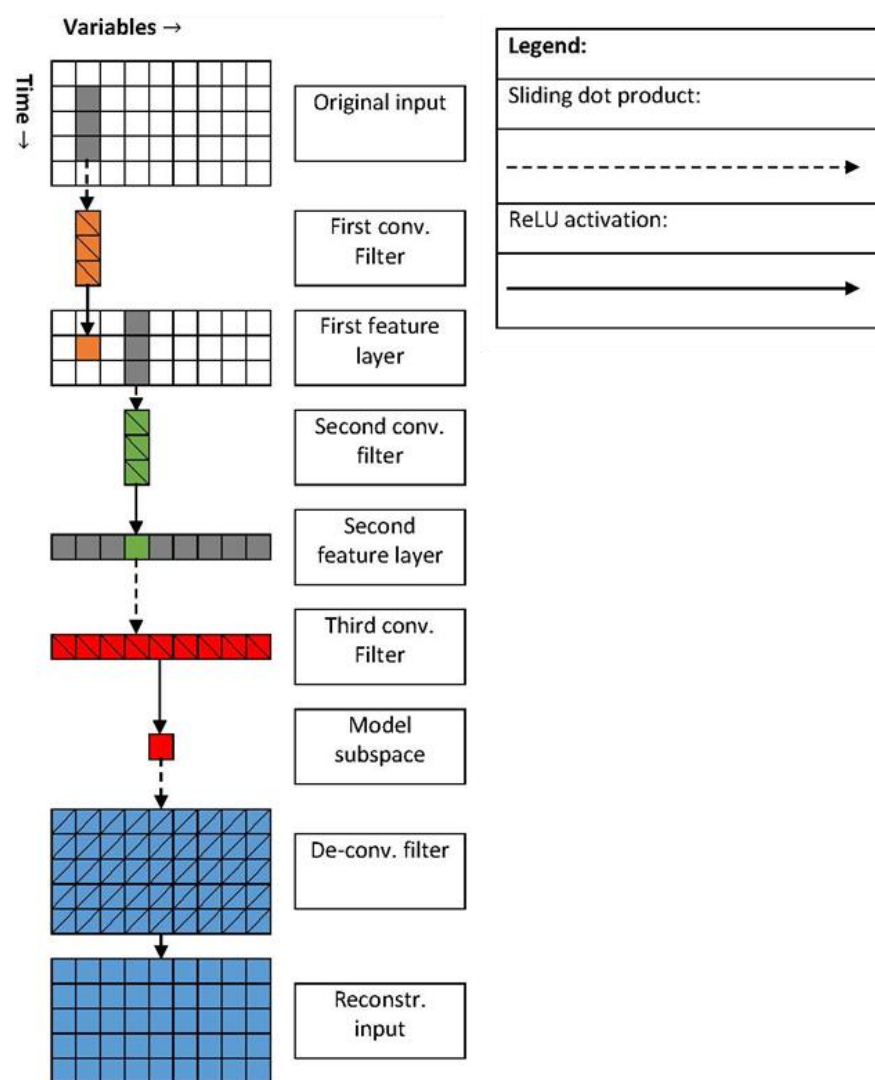 Variables →
Time →
Original input
First conv.
Filter
First feature
layer
Second conv.
filter
Second
feature layer
Third conv.
Filter
Model
subspace
De-conv. filter
Reconstr.
input
Legend:
Sliding dot product:
ReLU activation: